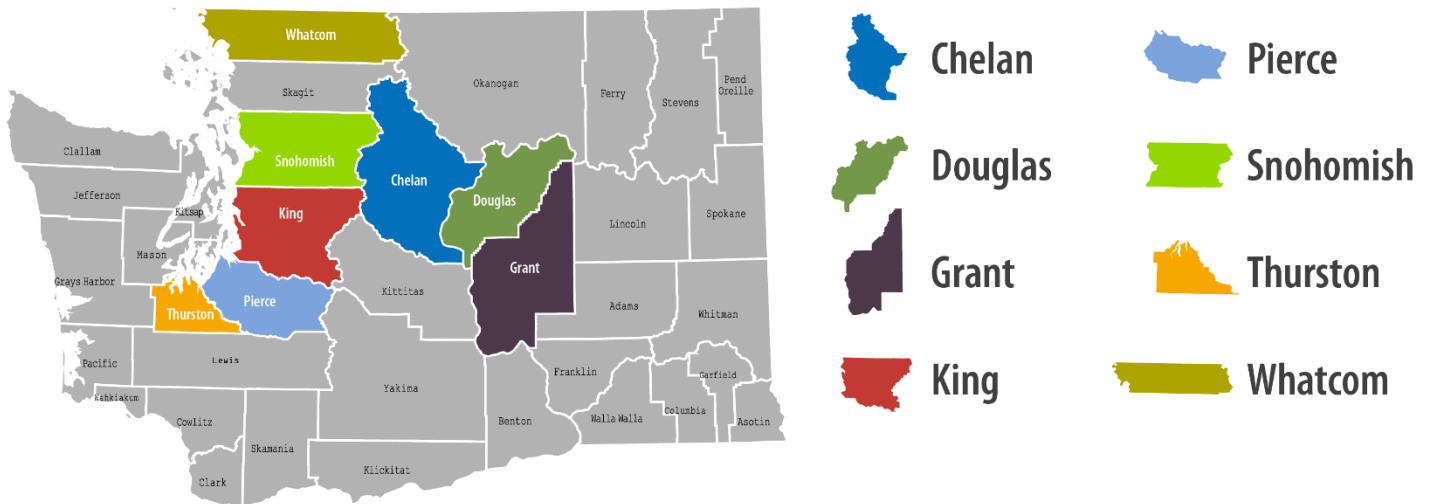 Whatcom
Skagit
Okanogan
Ferry
Stevens
Pend
Oreille
Clallam
Snohomish
Chelan
Jefferson
Kitsap
King
Douglas
Lincoln
Spokane
Mason
Grays Harbor
Grant
Kittitas
Pierce
Thurston
Adams
Whitman
Pacific
Lewis
Yakima
Franklin
Garfield
Wahkiakum
Cowlitz
Skamania
Benton
Walla Walla
Columbia
Asotin
Klickitat
Clark
Chelan
Douglas
Grant
King
Pierce
Snohomish
Thurston
Whatcom